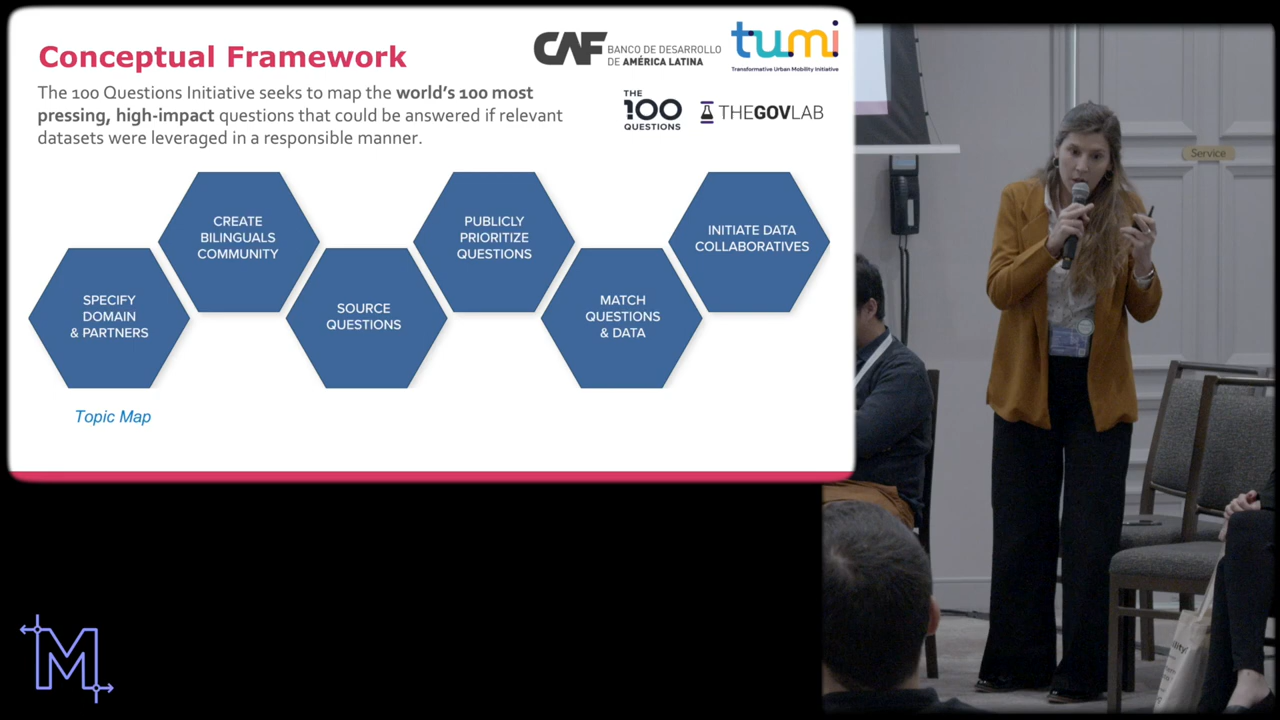 Conceptual Framework
The 100 Questions Initiative seeks to map the world's 100 most
pressing, high-impact questions that could be answered if relevant
datasets were leveraged in a responsible manner.
CAF BANCO DE DESARROLLO
DE AMÉRICA LATINA
tumi
Transformative Urban Mobility Initiative
THE
100
QUESTIONS
THEGOVLAB
SPECIFY
DOMAIN
& PARTNERS
CREATE
BILINGUALS
COMMUNITY
SOURCE
QUESTIONS
PUBLICLY
PRIORITIZE
QUESTIONS
MATCH
QUESTIONS
& DATA
INITIATE DATA
COLLABORATIVES
Topic Map
Service
M